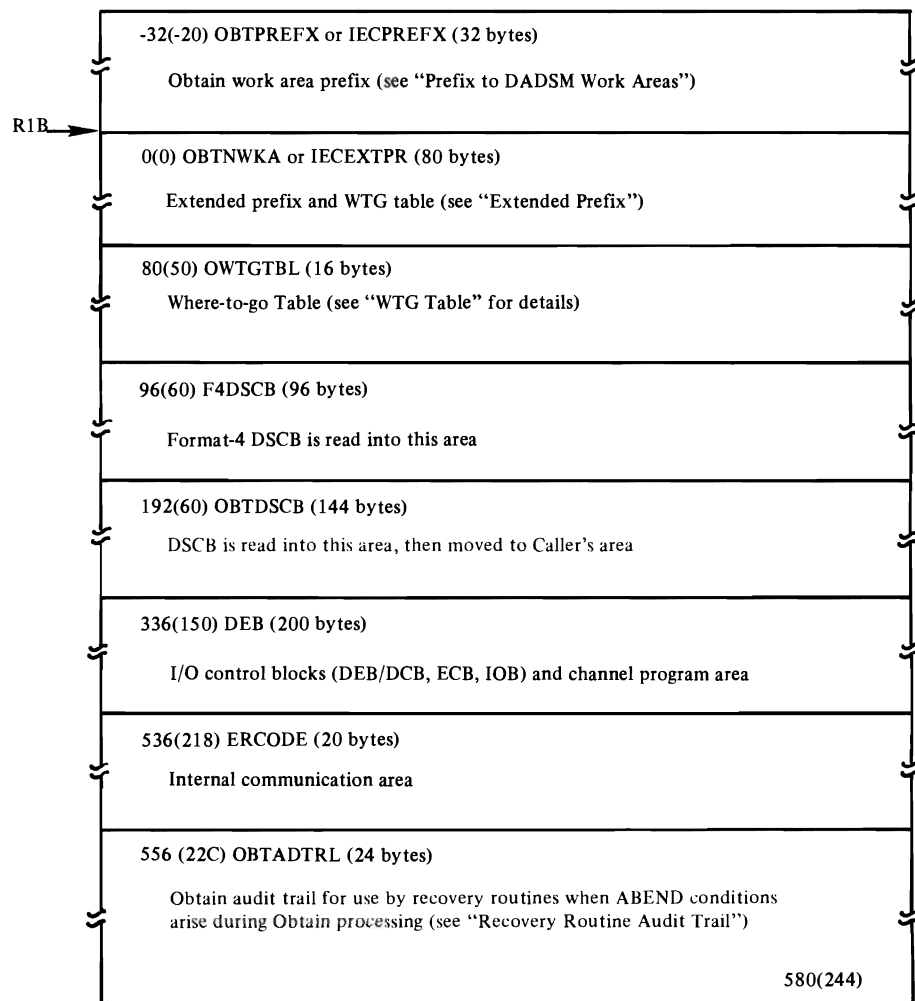 -32(-20) OBTPREFX or IECPREFX (32 bytes)
Obtain work area prefix (see “Prefix to DADSM Work Areas”)
R1B
0(0) OBTNWKA or IECEXTPR (80 bytes)
Extended prefix and WTG table (see “Extended Prefix”)
80(50) OWTGTBL (16 bytes)
Where-to-go Table (see “WTG Table” for details)
96(60) F4DSCB (96 bytes)
Format-4 DSCB is read into this area
192(60) OBTDSCB (144 bytes)
DSCB is read into this area, then moved to Caller’s area
336(150) DEB (200 bytes)
I/O control blocks (DEB/DCB, ECB, IOB) and channel program area
536(218) ERCODE (20 bytes)
Internal communication area
556 (22C) OBTADTRL (24 bytes)
Obtain audit trail for use by recovery routines when ABEND conditions
arise during Obtain processing (see “Recovery Routine Audit Trail”)
580(244)